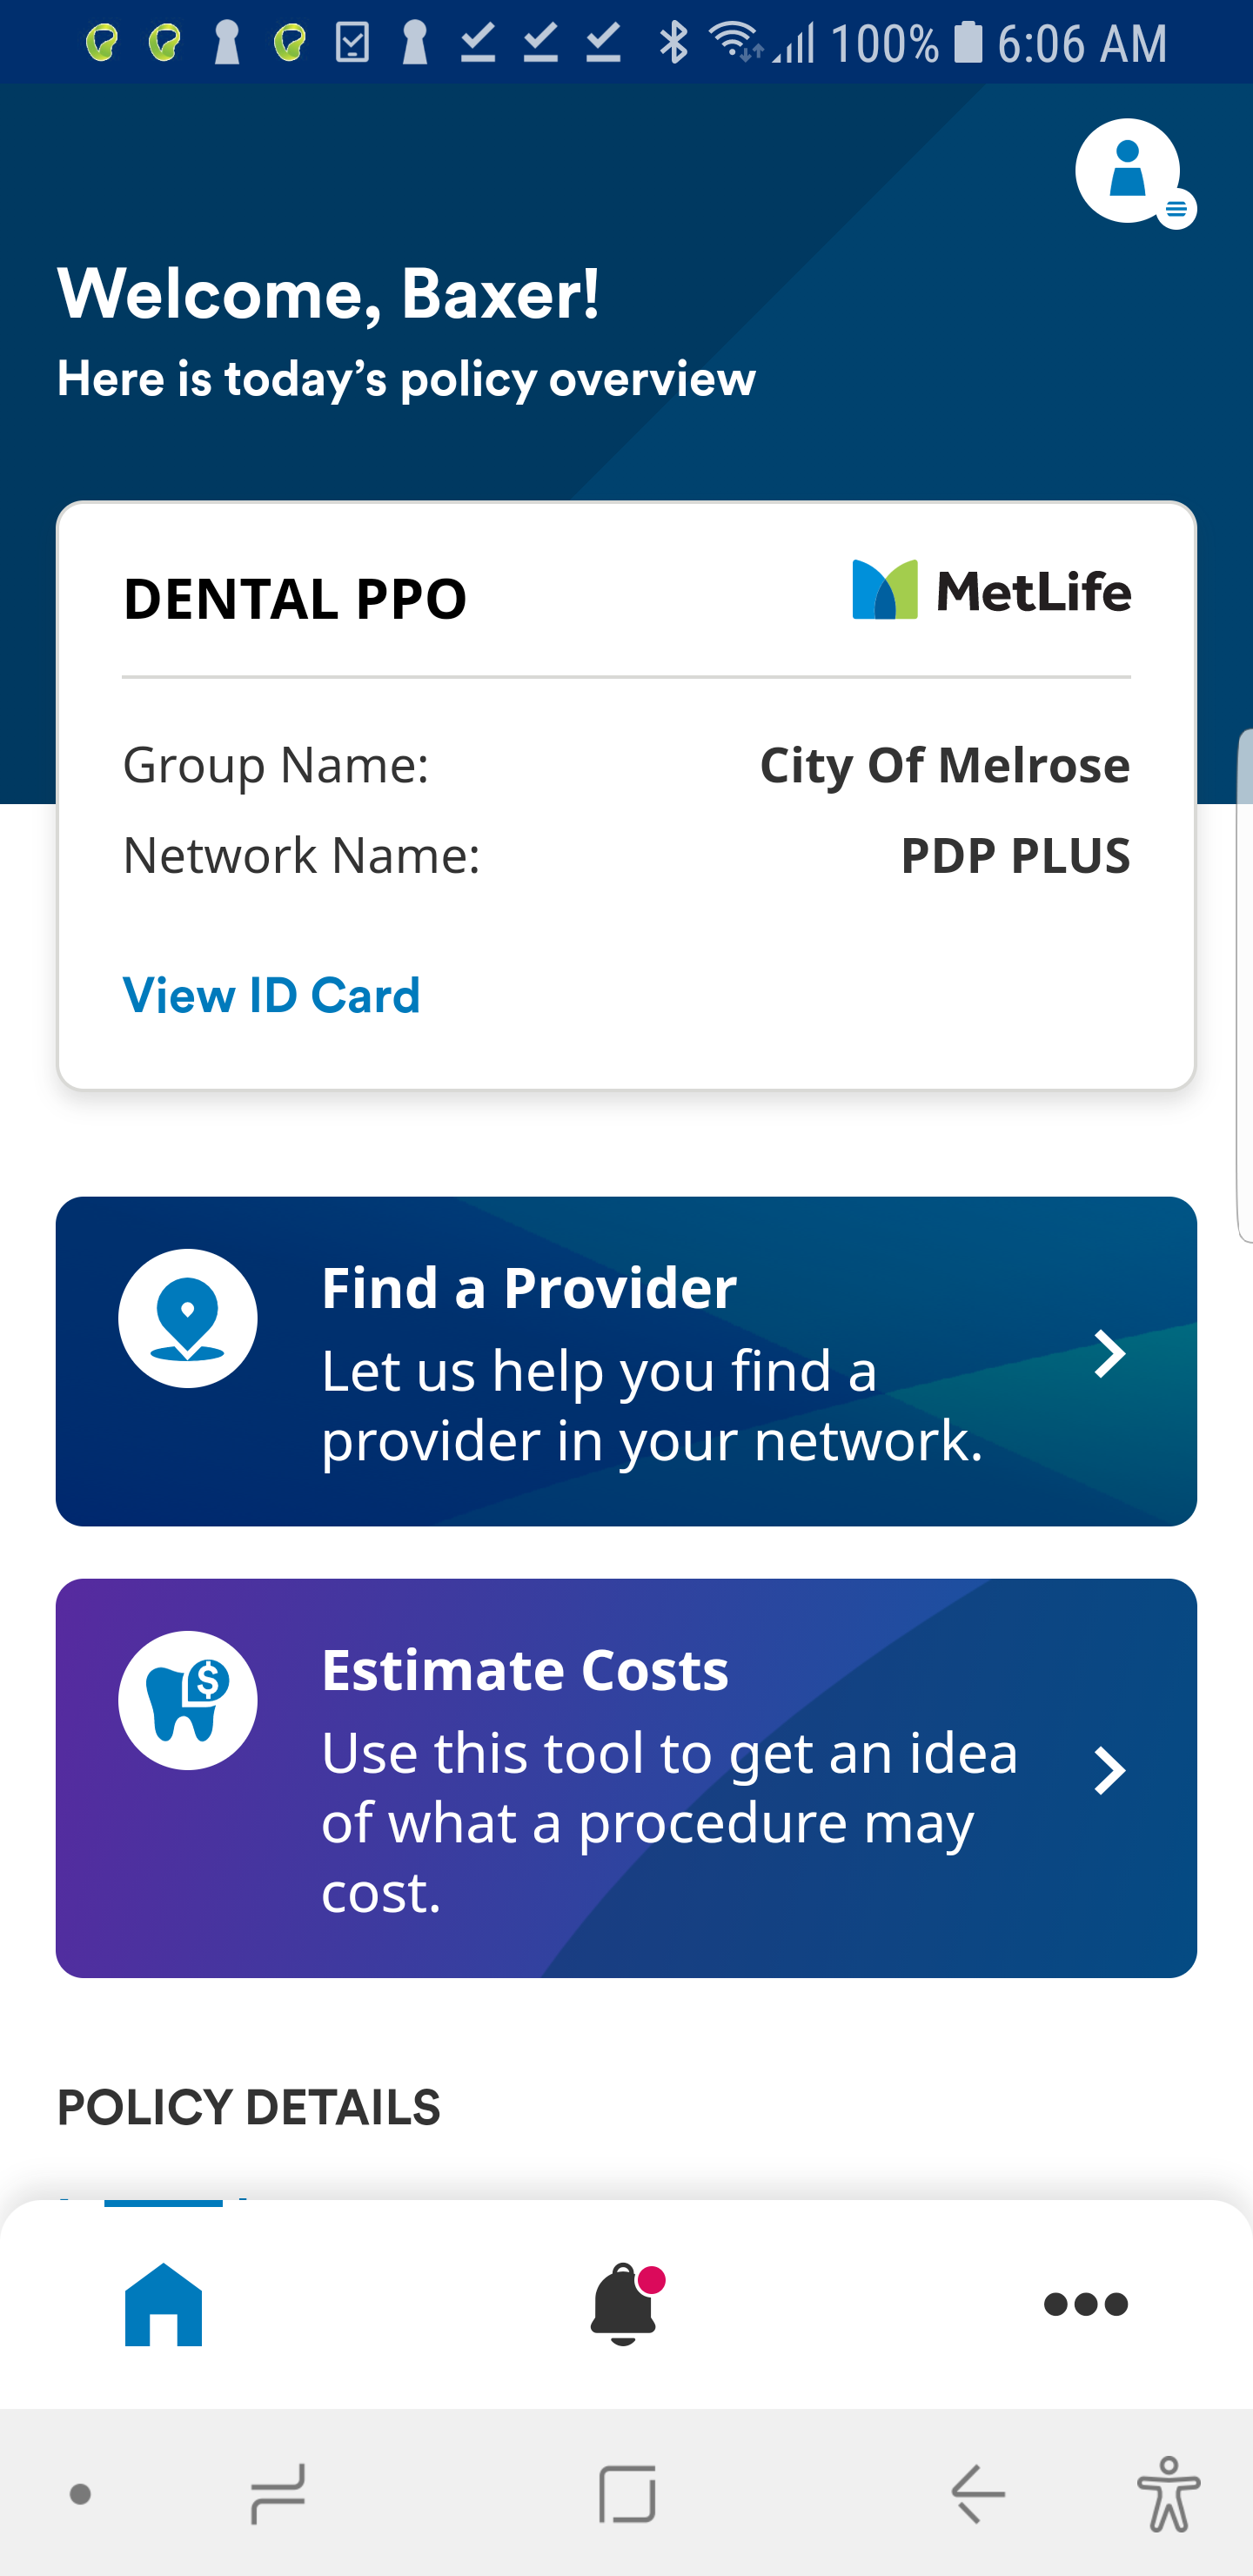 100% 6:06 AM
Welcome, Baxer!
Here is today's policy overview
DENTAL PPO
MetLife
Group Name: City Of Melrose
Network Name: PDP PLUS
View ID Card
Find a Provider
Let us help you find a
provider in your network.
$
Estimate Costs
Use this tool to get an idea
of what a procedure may
cost.
POLICY DETAILS